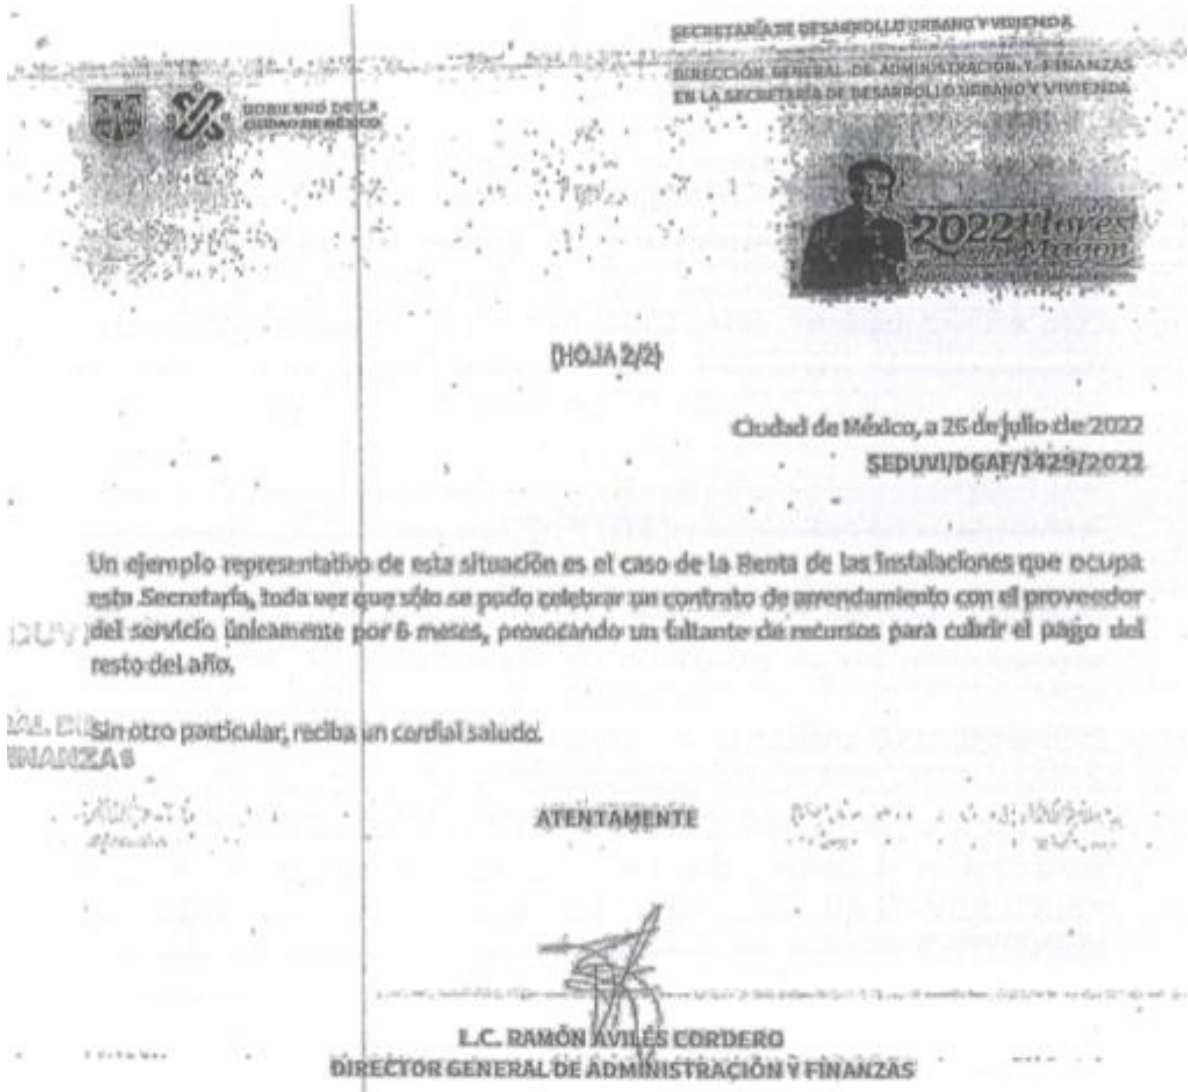 SECRETARÍA DE DESARROLLO URBANO Y VIVIENDA
DIRECCIÓN GENERAL DE ADMINISTRACIÓN Y FINANZAS
EN LA SECRETARÍA DE DESARROLLO URBANO Y VIVIENDA
GOBIERNO DE LA
CIUDAD DE MÉXICO
2022 Flores
Magón
(HOJA 2/2)
Ciudad de México, a 26 de julio de 2022
SEDUVI/DGAF/1429/2022
Un ejemplo representativo de esta situación es el caso de la Renta de las instalaciones que ocupa
esta Secretaría, toda vez que sólo se pudo celebrar un contrato de arrendamiento con el proveedor
del servicio únicamente por 6 meses, provocando un faltante de recursos para cubrir el pago del
resto del año.
Sin otro particular, reciba un cordial saludo.
ATENTAMENTE
L.C. RAMÓN AVILÉS CORDERO
DIRECTOR GENERAL DE ADMINISTRACIÓN Y FINANZAS